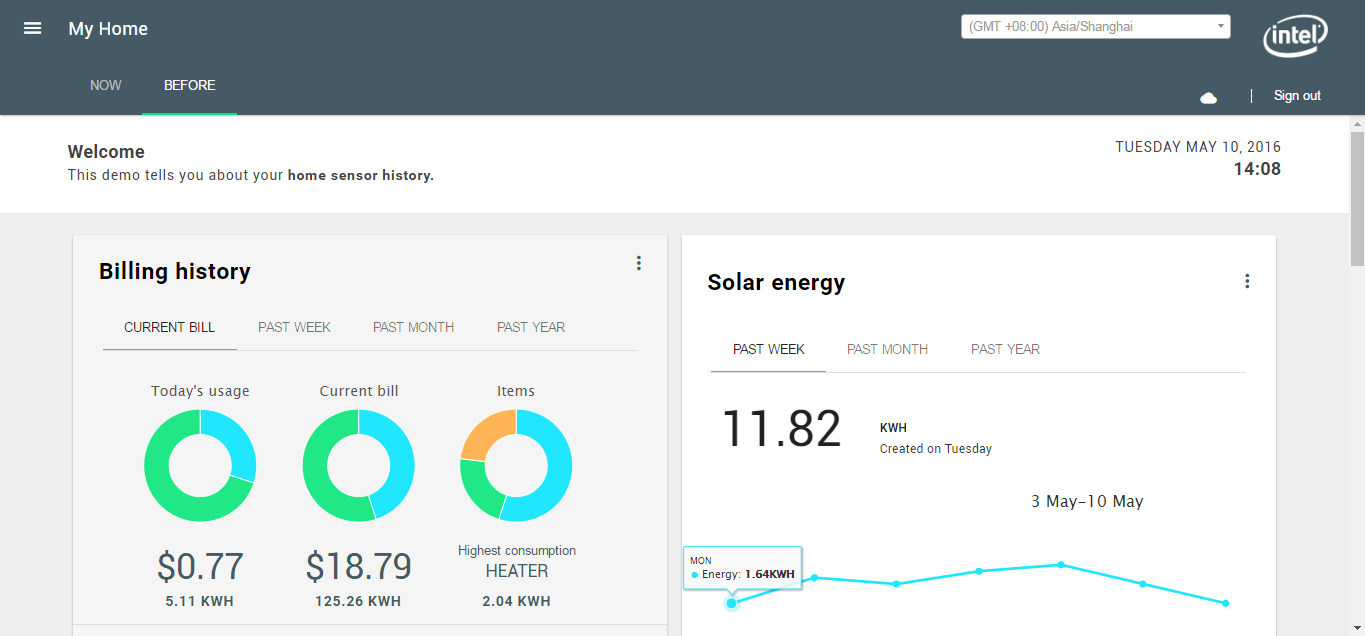 My Home
(GMT +08:00) Asia/Shanghai
intel
NOW
BEFORE
Sign out
Welcome
This demo tells you about your home sensor history.
TUESDAY MAY 10, 2016
14:08
Billing history
CURRENT BILL
PAST WEEK
PAST MONTH
PAST YEAR
Today's usage
Current bill
Items
$0.77
5.11 KWH
$18.79
125.26 KWH
Highest consumption
HEATER
2.04 KWH
Solar energy
PAST WEEK
PAST MONTH
PAST YEAR
11.82
KWH
Created on Tuesday
3 May–10 May
MON
Energy: 1.64KWH